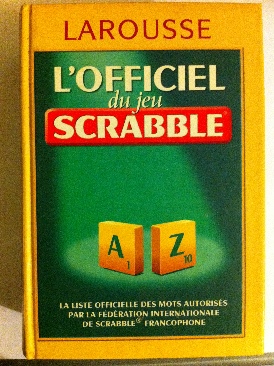 LAROUSSE
L'OFFICIEL
du jeu
SCRABBLE®
A
1
Z
10
LA LISTE OFFICIELLE DES MOTS AUTORISÉS
PAR LA FÉDÉRATION INTERNATIONALE
DE SCRABBLE® FRANCOPHONE